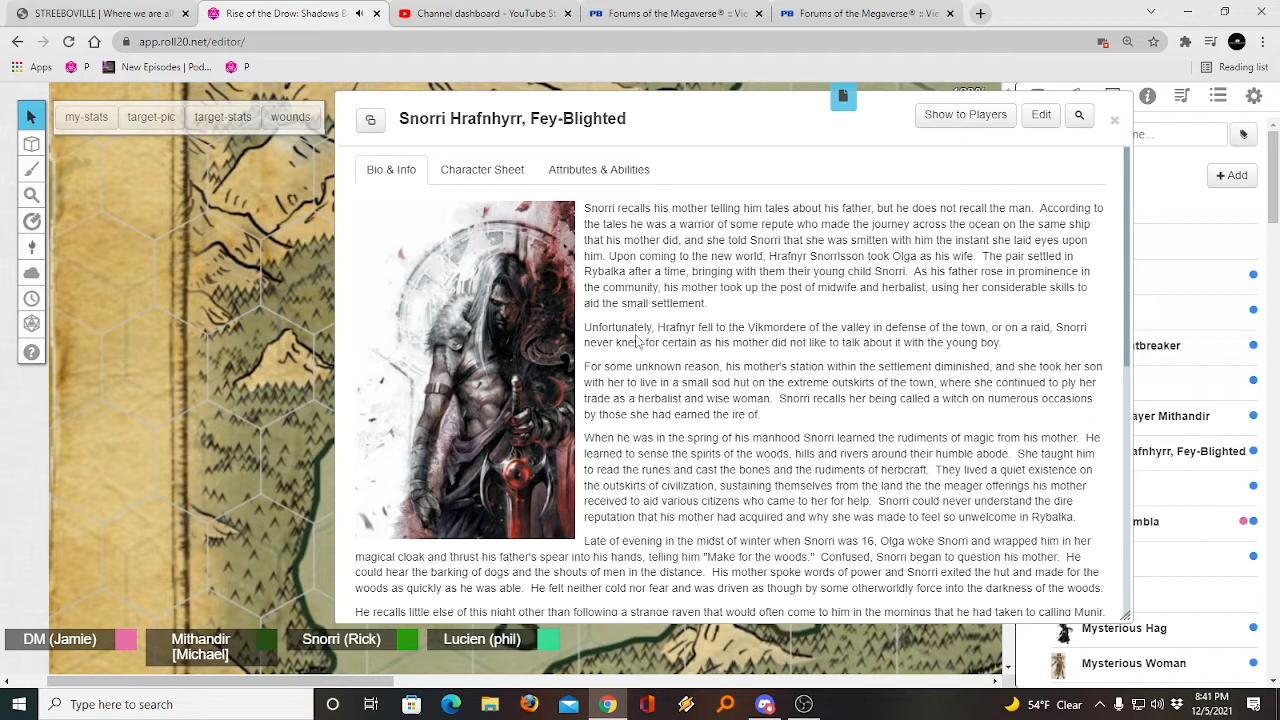 STREEBOVILLE | Where's Street
Rise of the Shadow Lords | R
(1) Into the Shadows - YouTub
Forums - The Metaverse® :: Vie
Forums - The Metaverse® :: Vie
app.roll20.net/editor/
Apps
P
New Episodes | Pod...
P
Reading list
my-stats
target-pic
target-stats
wounds
Snorri Hrafnhyrr, Fey-Blighted
Show to Players
Edit
ne...
+ Add
Bio & Info
Character Sheet
Attributes & Abilities
Snorri recalls his mother telling him tales about his father, but he does not recall the man. According to
the tales he was a warrior of some repute who made the journey across the ocean on the same ship
that his mother did, and she told Snorri that she was smitten with him the instant she laid eyes upon
him. Upon coming to the new world, Hrafnyr Snorrlsson took Olga as his wife. The pair settled in
Rybalka after a time, bringing with them their young child Snorri. As his father rose in prominence in
the community, his mother took up the post of midwife and herbalist, using her considerable skills to
aid the small settlement.
Unfortunately, Hrafnyr fell to the Vikmordere of the valley in defense of the town, or on a raid, Snorri
never knew for certain as his mother did not like to talk about it with the young boy.
For some unknown reason, his mother's station within the settlement diminished, and she took her son
with her to live in a small sod hut on the extreme outskirts of the town, where she continued to ply her
trade as a herbalist and wise woman. Snorri recalls her being called a witch on numerous occasions
by those she had earned the ire of.
When he was in the spring of his manhood Snorri learned the rudiments of magic from his mother. He
learned to sense the spirits of the woods, hills and rivers around their humble abode. She taught him
to read the runes and cast the bones and the rudiments of herbcraft. They lived a quiet existence on
the outskirts of civilization, sustaining themselves from the land the the meager offerings his mother
received to aid various citizens who came to her for help. Snorri could never understand the dire
reputation that his mother had acquired and why she was made to feel so unwelcome in Rybalka.
Late of evening in the midst of winter when Snorri was 16, Olga woke Snorri and wrapped him in her
magical cloak and thrust his father's spear into his hands, telling him "Make for the woods." Confused, Snorri began to question his mother. He
could hear the barking of dogs and the shouts of men in the distance. His mother spoke words of power and Snorri exited the hut and made for the
woods as quickly as he was able. He felt neither cold nor fear and was driven as though by some otherworldly force into the darkness of the woods.
He recalls little else of this night other than following a strange raven that would often come to him in the mornings that he had taken to calling Munir.
tbreaker
ayer Mithandir
afnhyrr, Fey-Blighted
mbla
Mysterious Hag
Mysterious Woman
DM (Jamie)
Mithandir
[Michael]
Snorri (Rick)
Lucien (phil)
Type here to search
54°F Clear
8:41 PM
12/5/2021